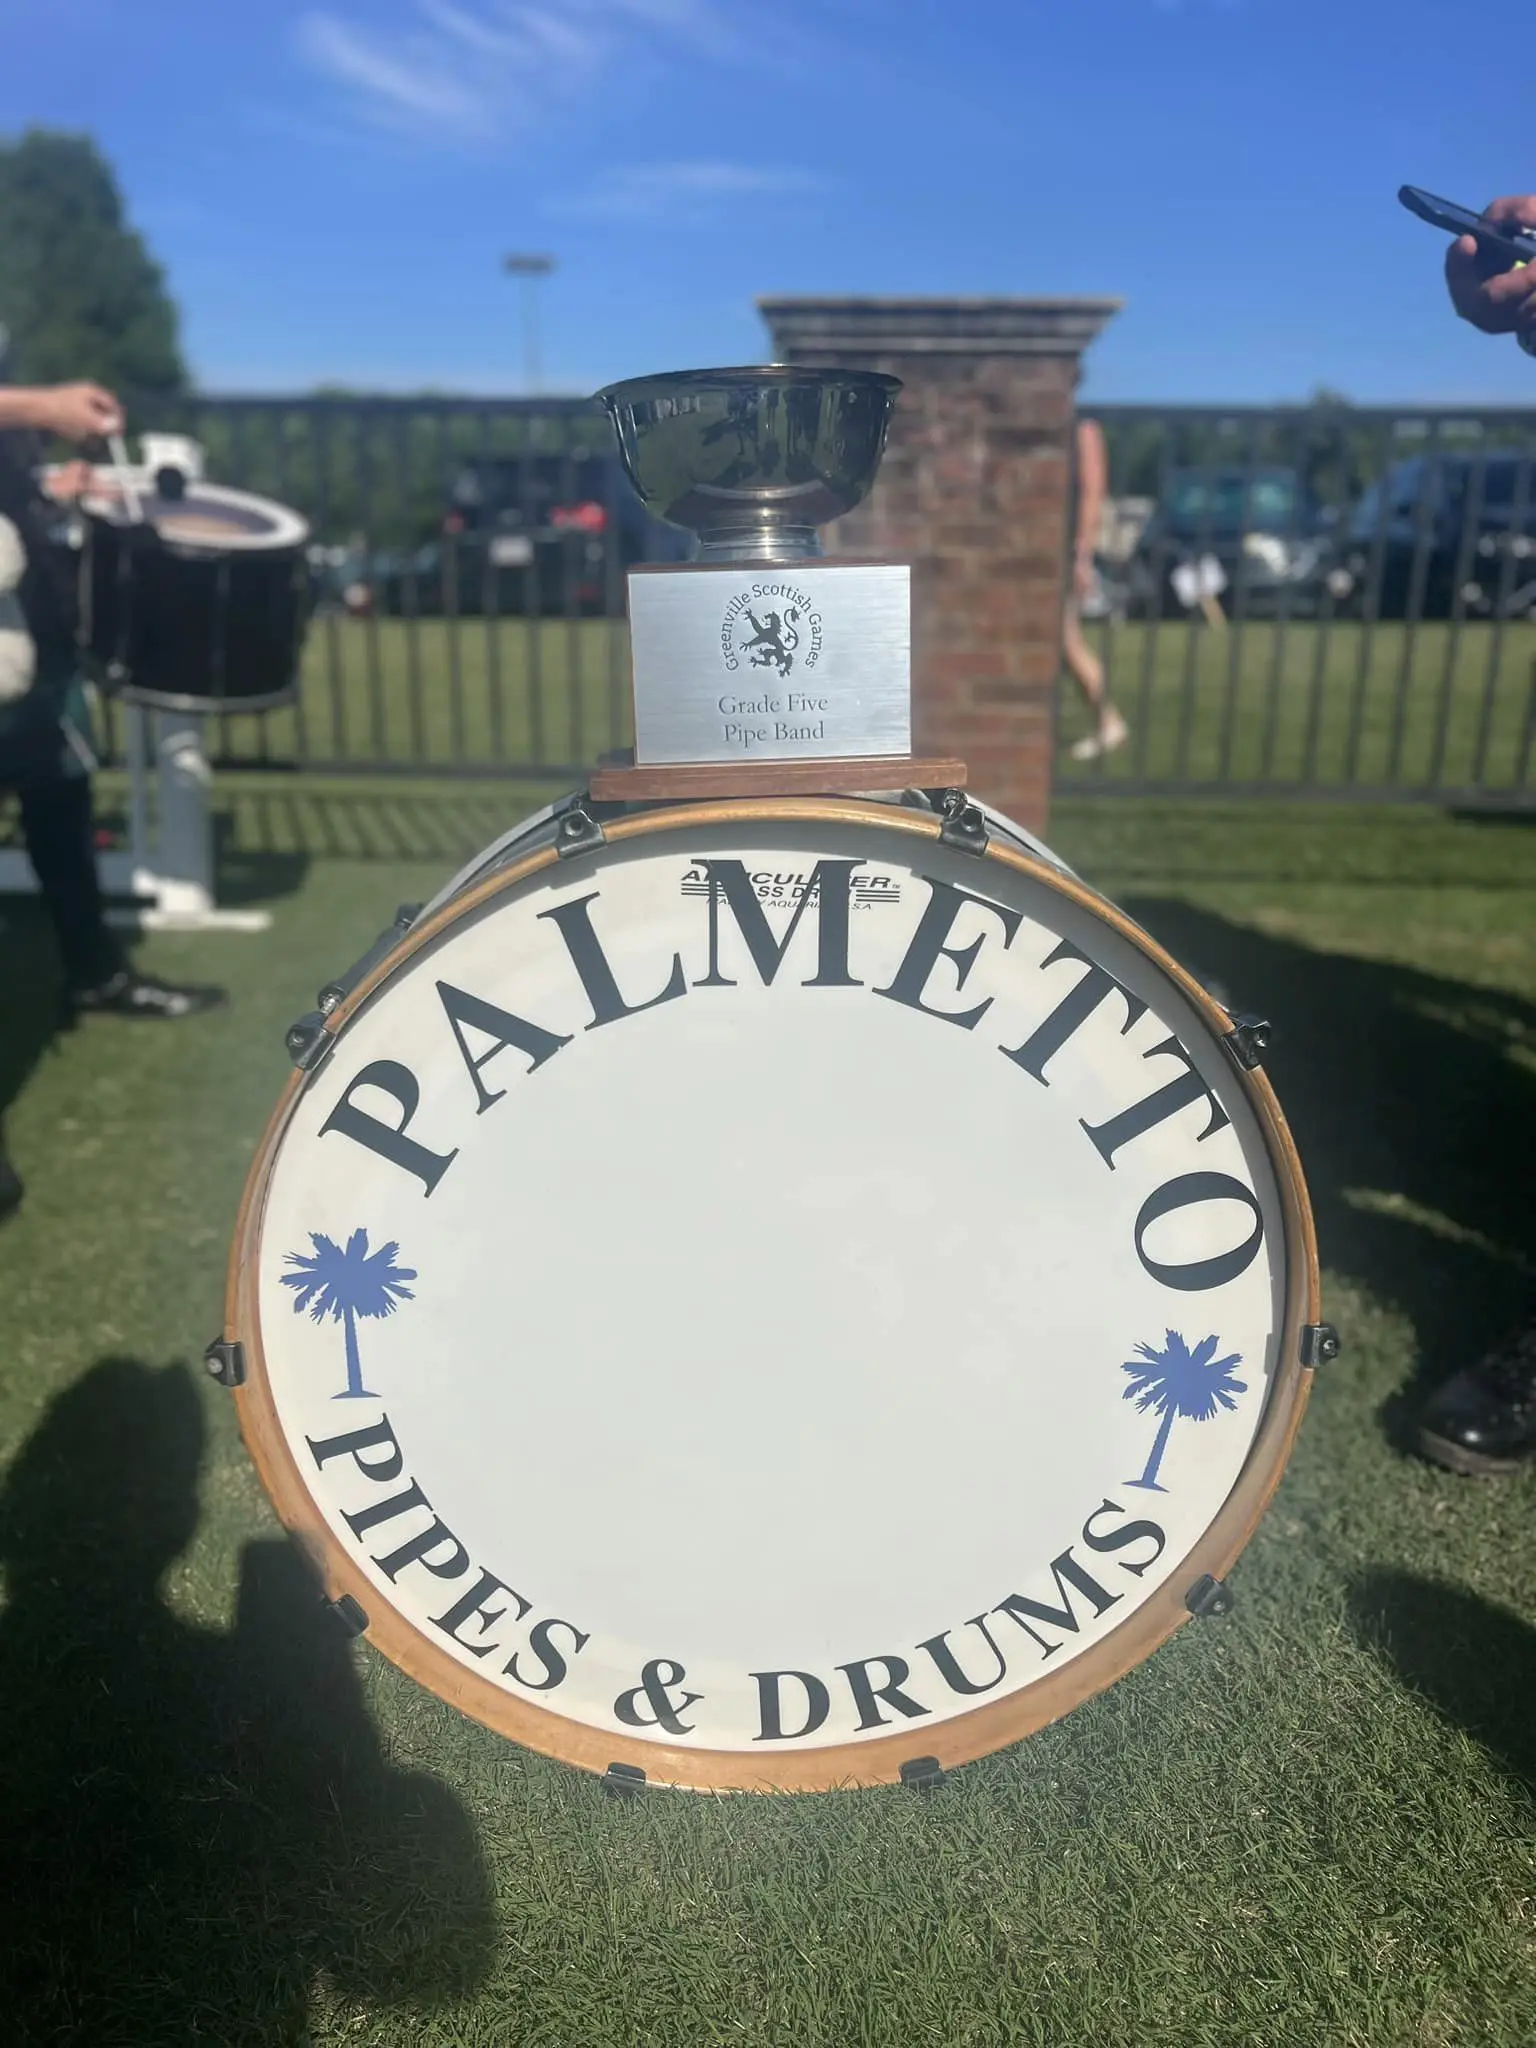 Greenville Scottish Games
Grade Five
Pipe Band
PALMETTO
PIPES & DRUMS